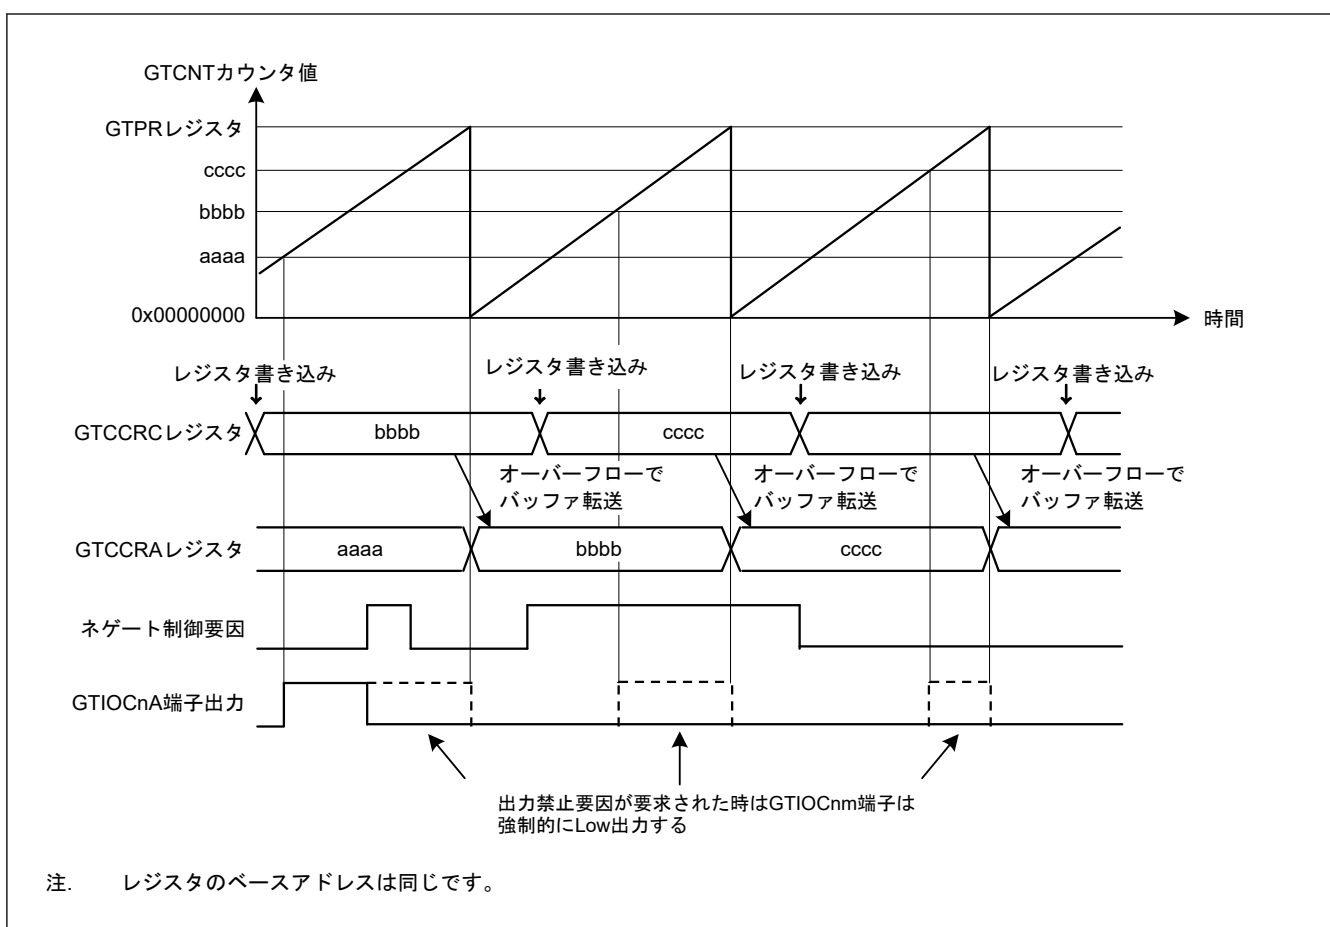 GTCNTカウンタ値
GTPRレジスタ
cccc
bbbb
aaaa
0x00000000
時間
レジスタ書き込み
レジスタ書き込み
レジスタ書き込み
レジスタ書き込み
GTCCRCレジスタ
bbbb
cccc
オーバーフローで
バッファ転送
オーバーフローで
バッファ転送
オーバーフローで
バッファ転送
GTCCRAレジスタ
aaaa
bbbb
cccc
ネゲート制御要因
GTIOCnA端子出力
出力禁止要因が要求された時はGTIOCnm端子は
強制的にLow出力する
注. レジスタのベースアドレスは同じです。